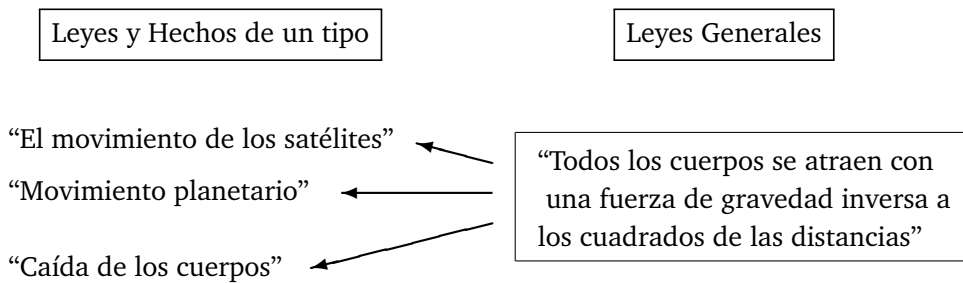 Leyes y Hechos de un tipo
Leyes Generales
“El movimiento de los satélites”
“Movimiento planetario”
“Caída de los cuerpos”
“Todos los cuerpos se atraen con
una fuerza de gravedad inversa a
los cuadrados de las distancias”